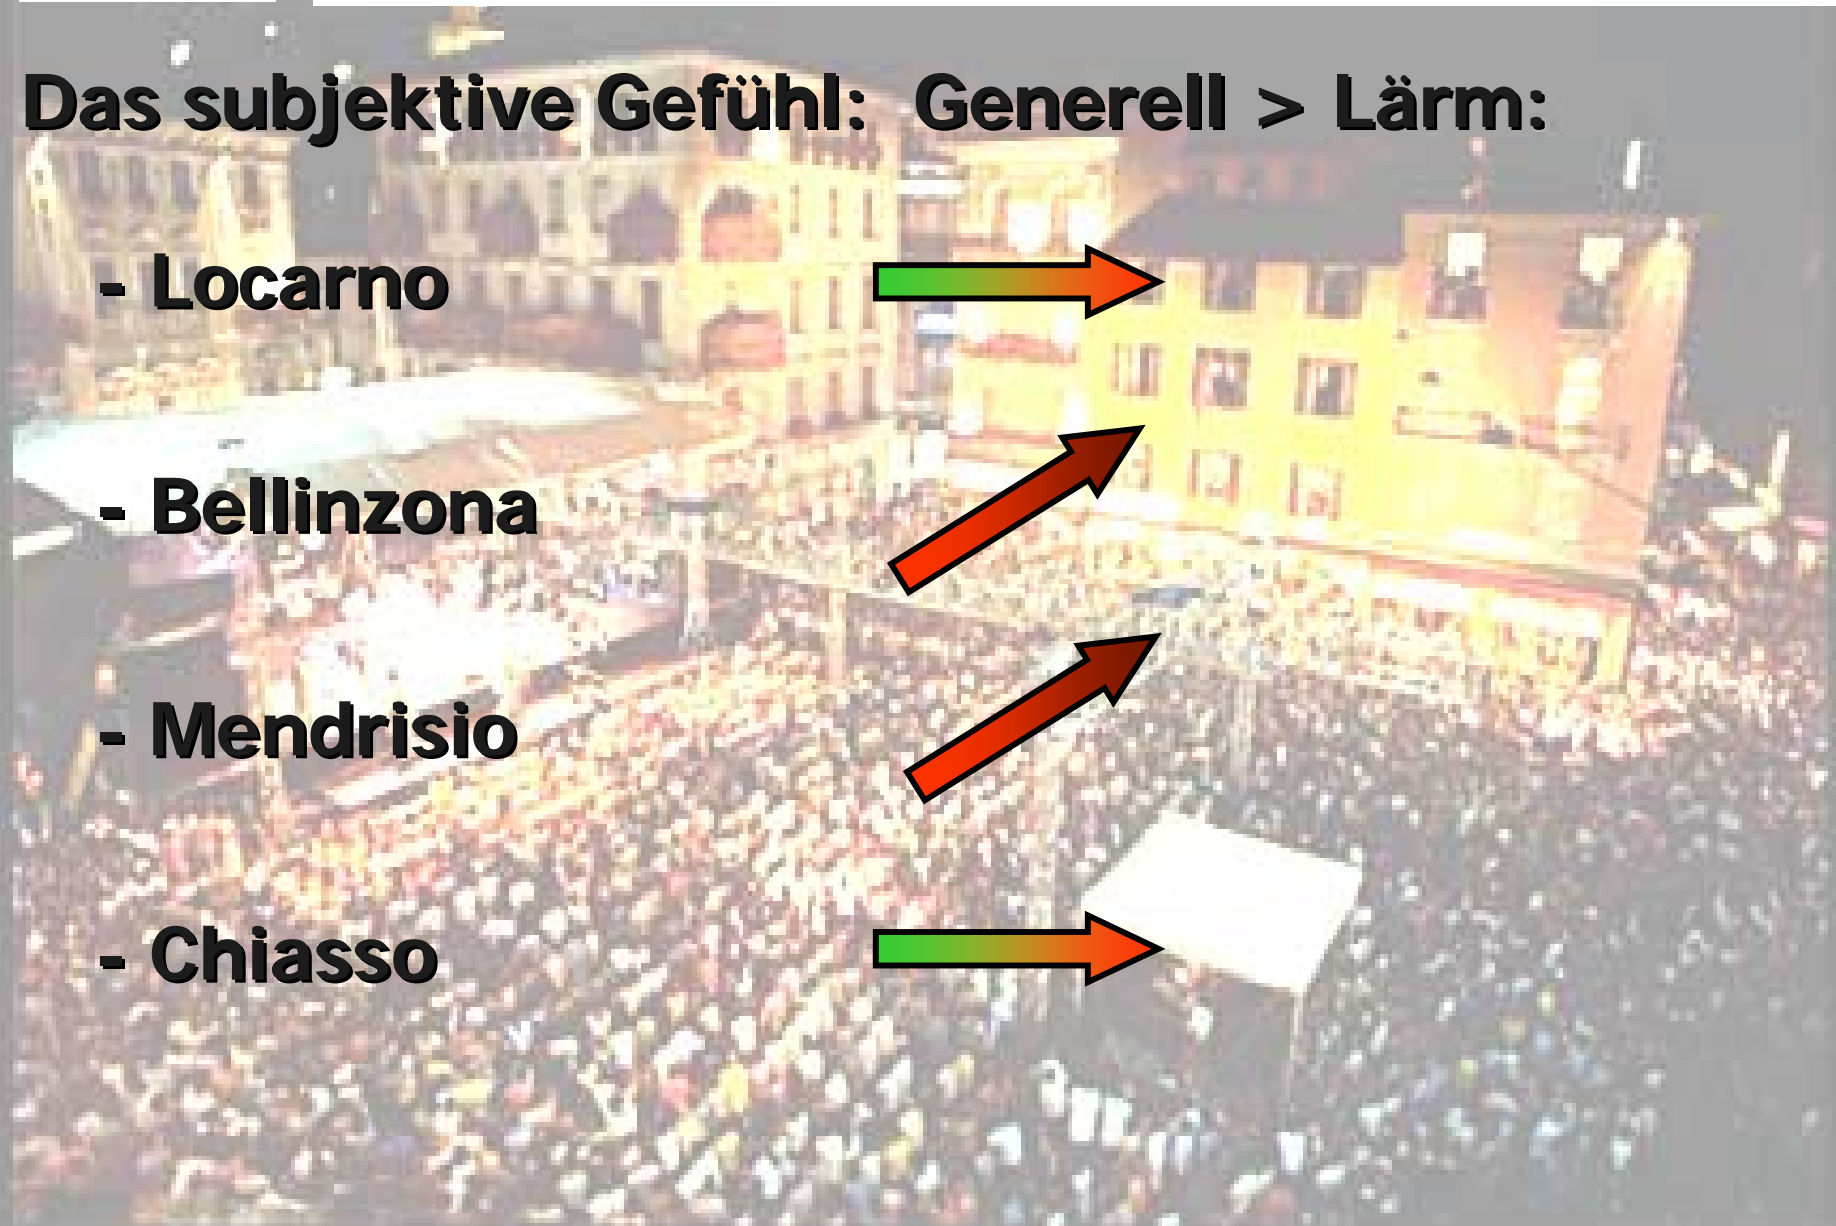 Das subjektive Gefühl: Generell > Lärm:
- Locarno
- Bellinzona
- Mendrisio
- Chiasso